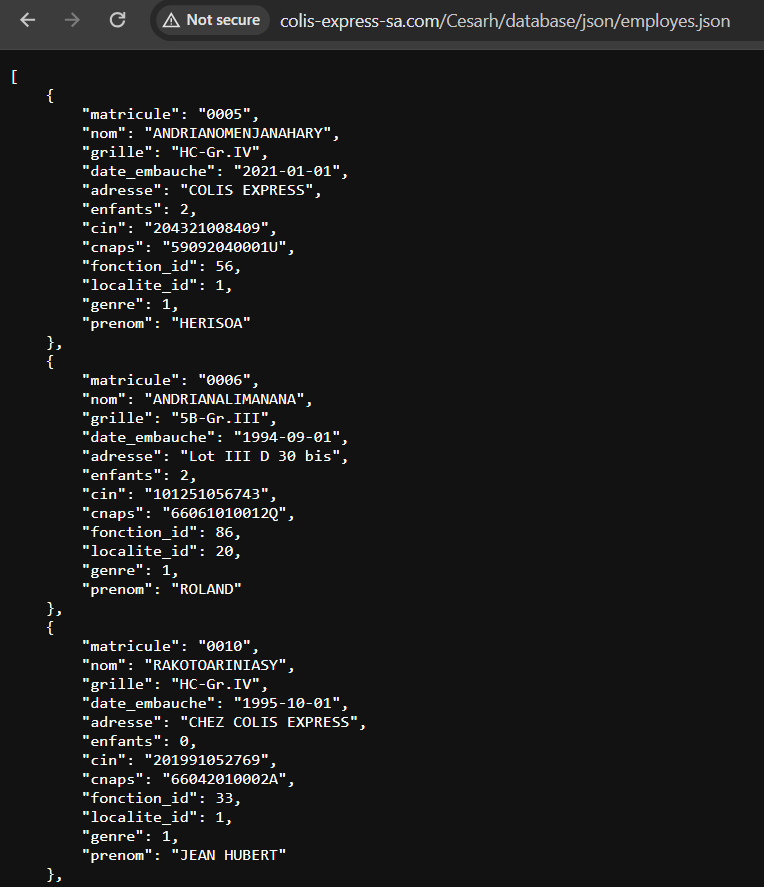 Not secure colis-express-sa.com/Cesarh/database/json/employes.json
[
{
"matricule": "0005",
"nom": "ANDRIANOMENJANAHARY",
"grille": "HC-Gr.IV",
"date_embauche": "2021-01-01",
"adresse": "COLIS EXPRESS",
"enfants": 2,
"cin": "204321008409",
"cnaps": "59092040001U",
"fonction_id": 56,
"localite_id": 1,
"genre": 1,
"prenom": "HERISOA"
},
{
"matricule": "0006",
"nom": "ANDRIANALIMANANA",
"grille": "5B-Gr.III",
"date_embauche": "1994-09-01",
"adresse": "Lot III D 30 bis",
"enfants": 2,
"cin": "101251056743",
"cnaps": "66061010012Q",
"fonction_id": 86,
"localite_id": 20,
"genre": 1,
"prenom": "ROLAND"
},
{
"matricule": "0010",
"nom": "RAKOTOARINIASY",
"grille": "HC-Gr.IV",
"date_embauche": "1995-10-01",
"adresse": "CHEZ COLIS EXPRESS",
"enfants": 0,
"cin": "201991052769",
"cnaps": "66042010002A",
"fonction_id": 33,
"localite_id": 1,
"genre": 1,
"prenom": "JEAN HUBERT"
},